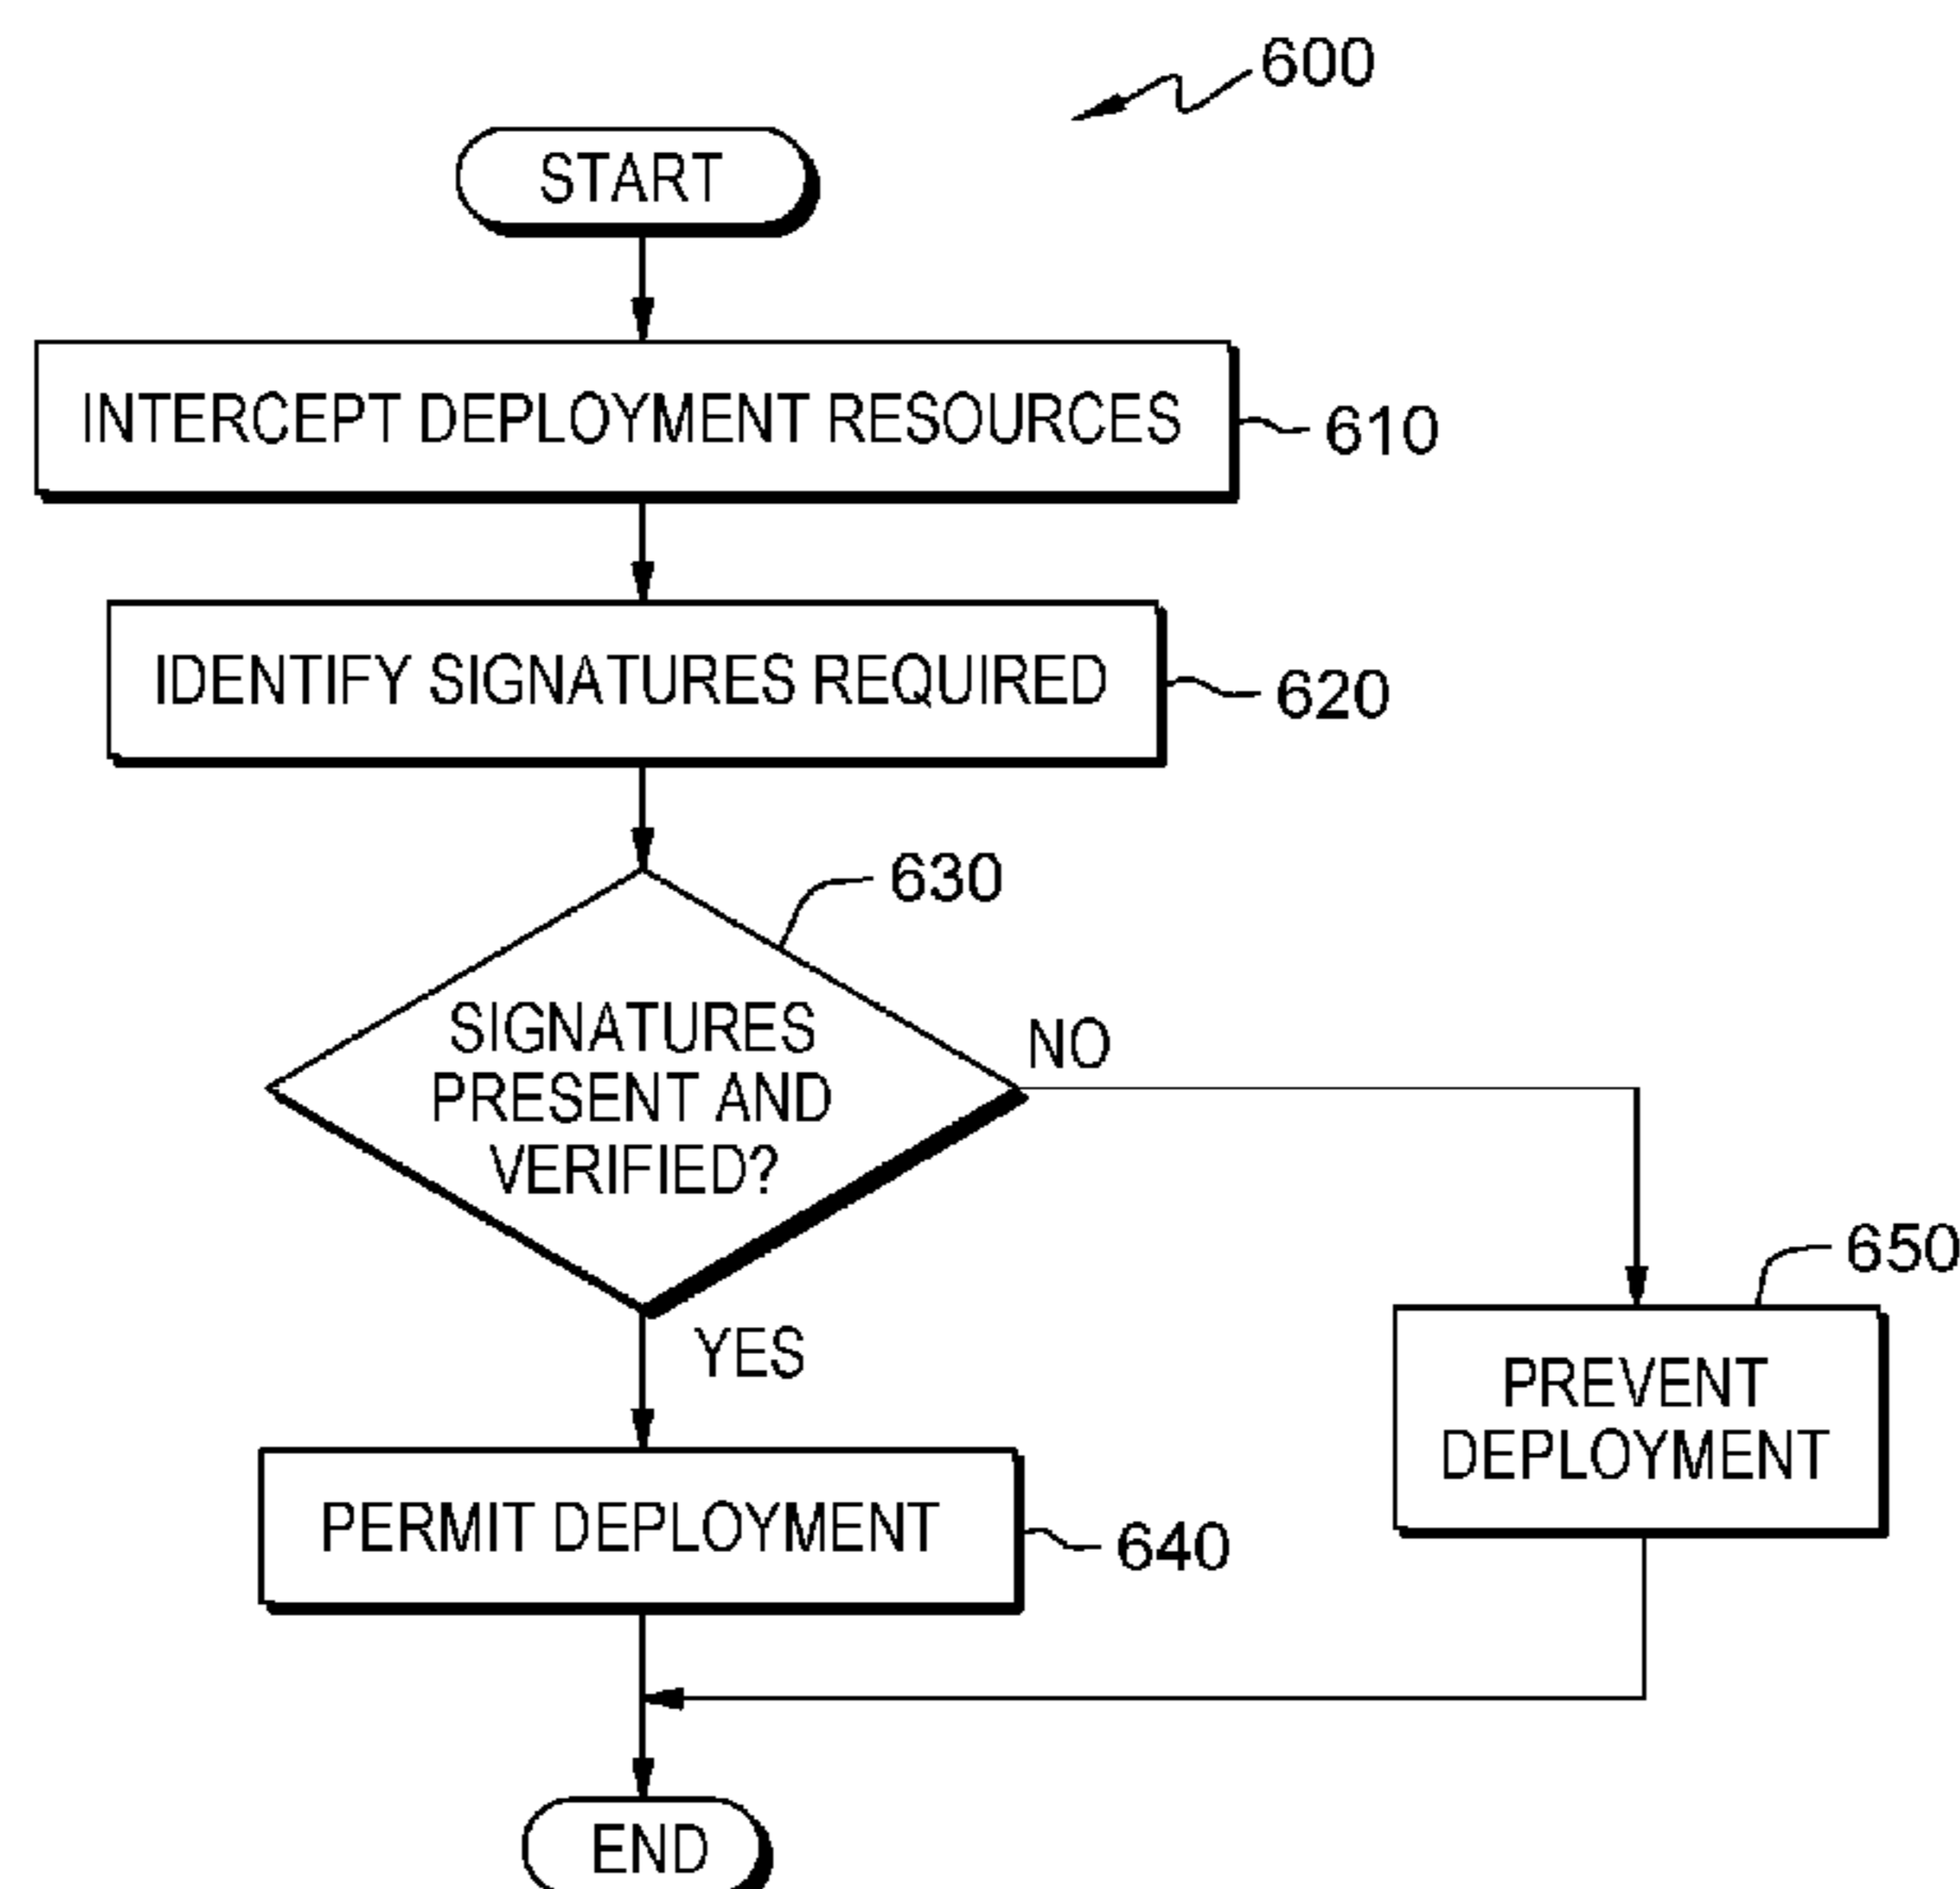 600
START
INTERCEPT DEPLOYMENT RESOURCES
610
IDENTIFY SIGNATURES REQUIRED
620
630
SIGNATURES
PRESENT AND
VERIFIED?
NO
YES
650
PREVENT
DEPLOYMENT
PERMIT DEPLOYMENT
640
END